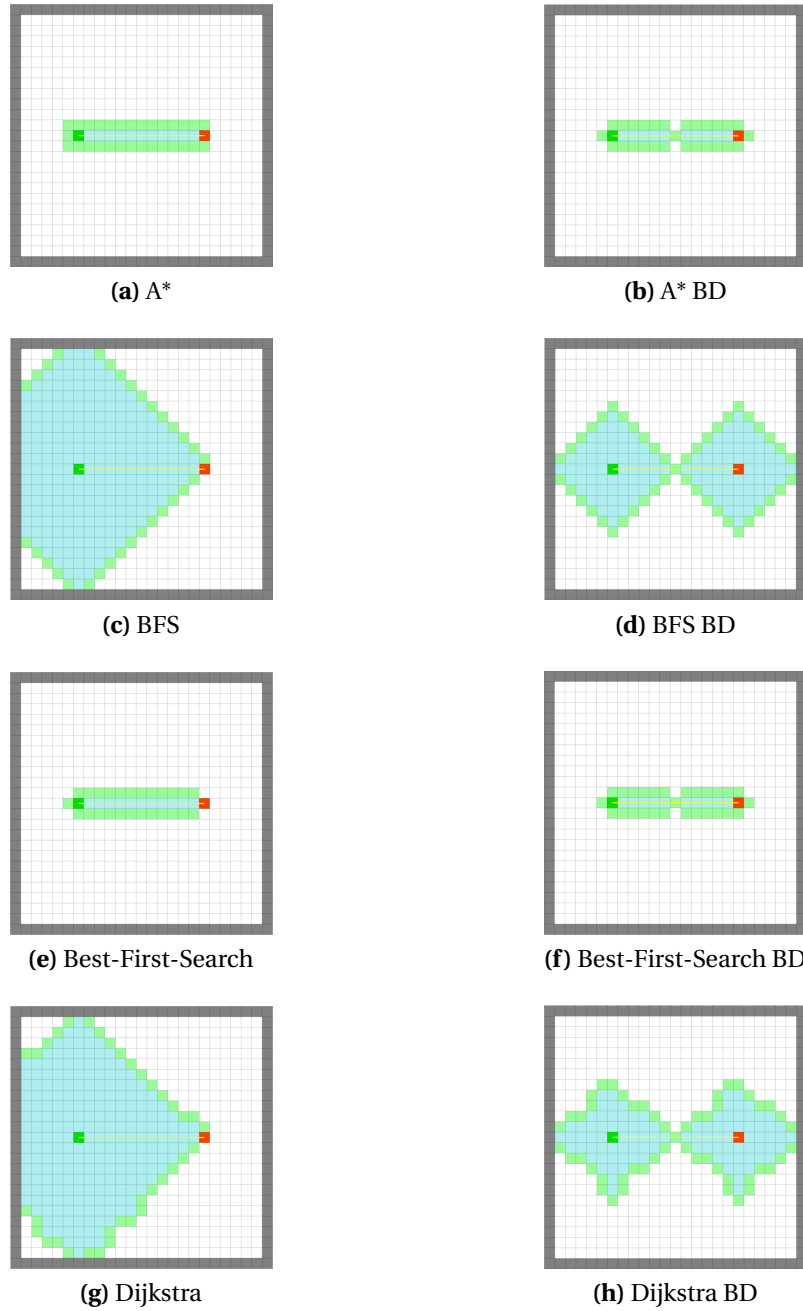 (a) A*
(b) A* BD
(c) BFS
(d) BFS BD
(e) Best-First-Search
(f) Best-First-Search BD
(g) Dijkstra
(h) Dijkstra BD